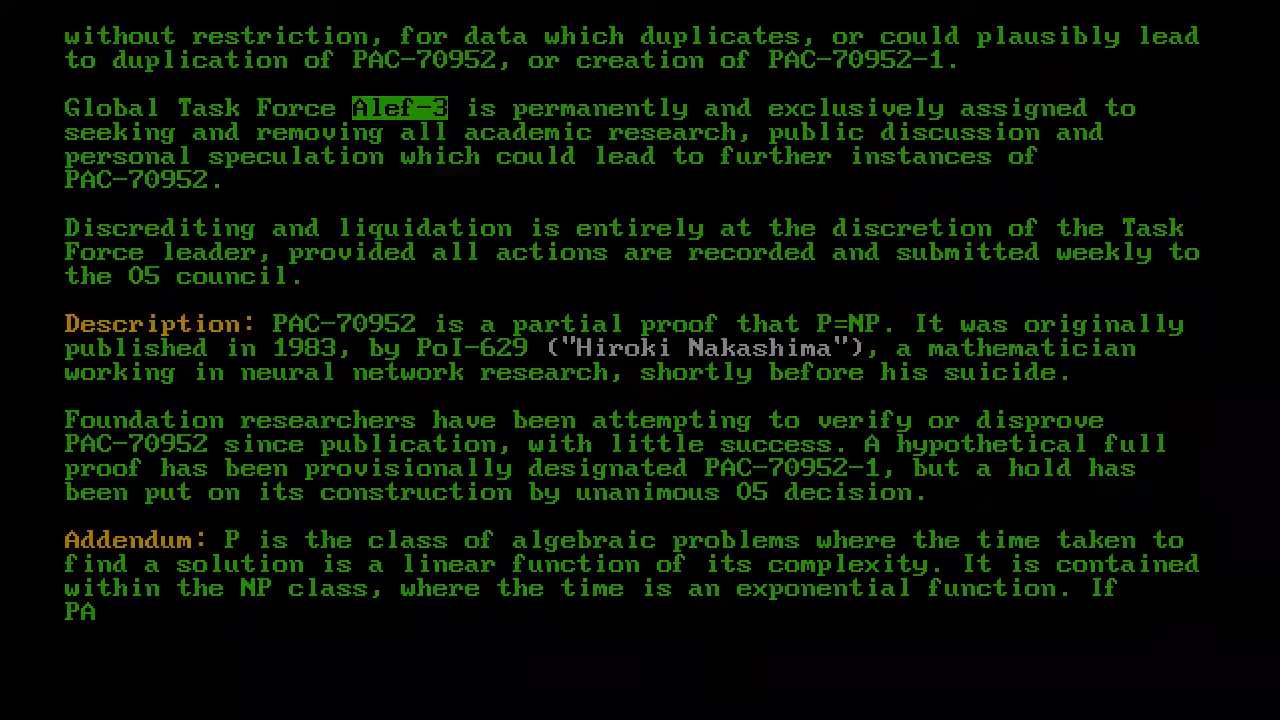 without restriction, for data which duplicates, or could plausibly lead
to duplication of PAC-70952, or creation of PAC-70952-1.
Global Task Force Alef-3 is permanently and exclusively assigned to
seeking and removing all academic research, public discussion and
personal speculation which could lead to further instances of
PAC-70952.
Discrediting and liquidation is entirely at the discretion of the Task
Force leader, provided all actions are recorded and submitted weekly to
the O5 council.
Description: PAC-70952 is a partial proof that P=NP. It was originally
published in 1983, by PoI-629 ("Hiroki Nakashima"), a mathematician
working in neural network research, shortly before his suicide.
Foundation researchers have been attempting to verify or disprove
PAC-70952 since publication, with little success. A hypothetical full
proof has been provisionally designated PAC-70952-1, but a hold has
been put on its construction by unanimous O5 decision.
Addendum: P is the class of algebraic problems where the time taken to
find a solution is a linear function of its complexity. It is contained
within the NP class, where the time is an exponential function. If
PA